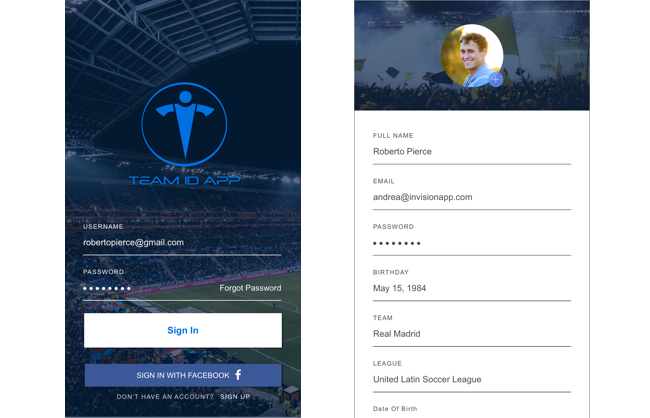 TEAM ID APP
USERNAME
robertopierce@gmail.com
PASSWORD
Forgot Password
Sign In
SIGN IN WITH FACEBOOK f
DON'T HAVE AN ACCOUNT? SIGN UP
FULL NAME
Roberto Pierce
EMAIL
andrea@invisionapp.com
PASSWORD
BIRTHDAY
May 15, 1984
TEAM
Real Madrid
LEAGUE
United Latin Soccer League
Date Of Birth